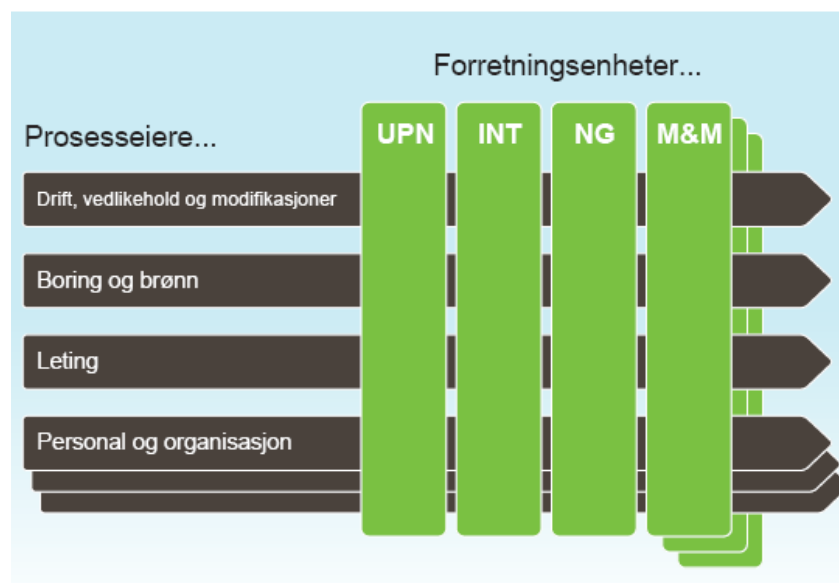 Forretningsenheter...
Prosesseiere...
UPN INT NG M&M
Drift, vedlikehold og modifikasjoner
Boring og brønn
Leting
Personal og organisasjon